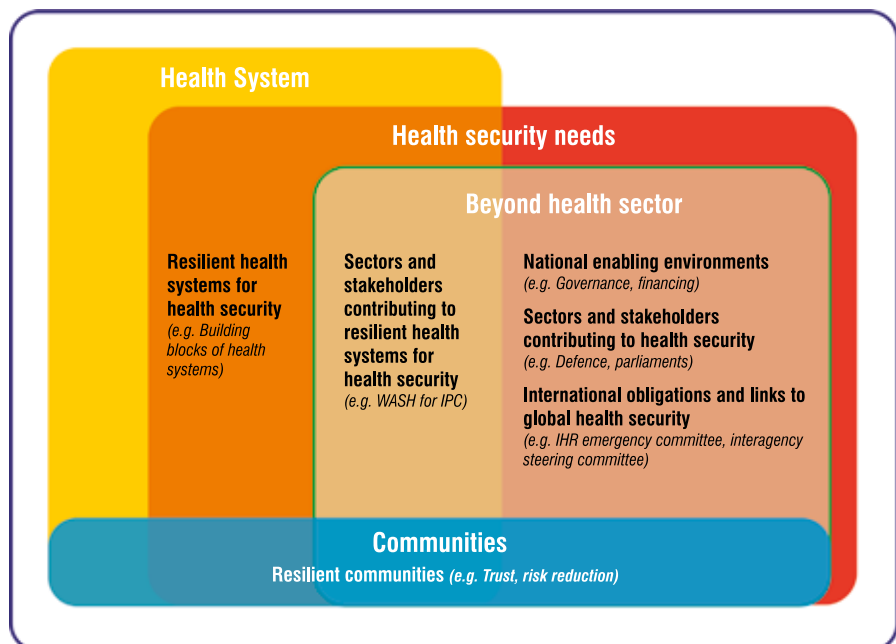 Health System
Health security needs
Beyond health sector
Resilient health
systems for
health security
(e.g. Building
blocks of health
systems)
Sectors and
stakeholders
contributing to
resilient health
systems for
health security
(e.g. WASH for IPC)
National enabling environments
(e.g. Governance, financing)
Sectors and stakeholders
contributing to health security
(e.g. Defence, parliaments)
International obligations and links to
global health security
(e.g. IHR emergency committee, interagency
steering committee)
Communities
Resilient communities (e.g. Trust, risk reduction)